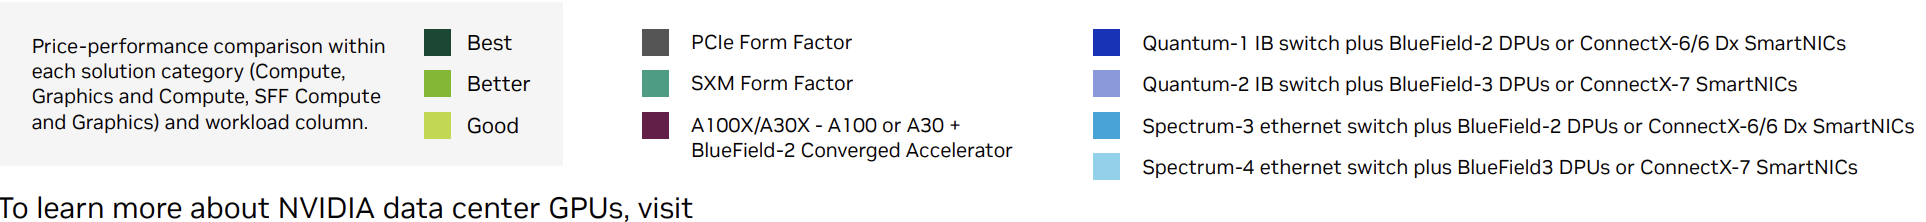 Price-performance comparison within
each solution category (Compute,
Graphics and Compute, SFF Compute
and Graphics) and workload column.
Best
Better
Good
PCIe Form Factor
SXM Form Factor
A100X/A30X - A100 or A30 +
BlueField-2 Converged Accelerator
Quantum-1 IB switch plus BlueField-2 DPUs or ConnectX-6/6 Dx SmartNICs
Quantum-2 IB switch plus BlueField-3 DPUs or ConnectX-7 SmartNICs
Spectrum-3 ethernet switch plus BlueField-2 DPUs or ConnectX-6/6 Dx SmartNICs
Spectrum-4 ethernet switch plus BlueField3 DPUs or ConnectX-7 SmartNICs
To learn more about NVIDIA data center GPUs, visit